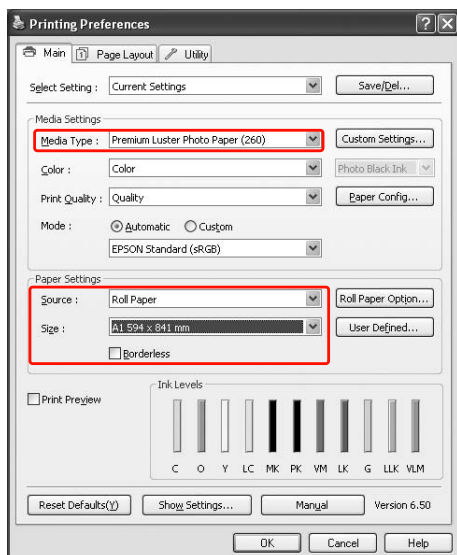 Printing Preferences
Main Page Layout Utility
Select Setting : Current Settings Save/Del...
Media Settings
Media Type : Premium Luster Photo Paper (260) Custom Settings...
Color : Color Photo Black Ink
Print Quality : Quality Paper Config...
Mode : Automatic Custom
EPSON Standard (sRGB)
Paper Settings
Source : Roll Paper Roll Paper Option...
Size : A1 594 x 841 mm User Defined...
Borderless
Print Preview Ink Levels
C O Y LC MK PK VM LK G LLK VLM
Reset Defaults(Y) Show Settings... Manual Version 6.50
OK Cancel Help